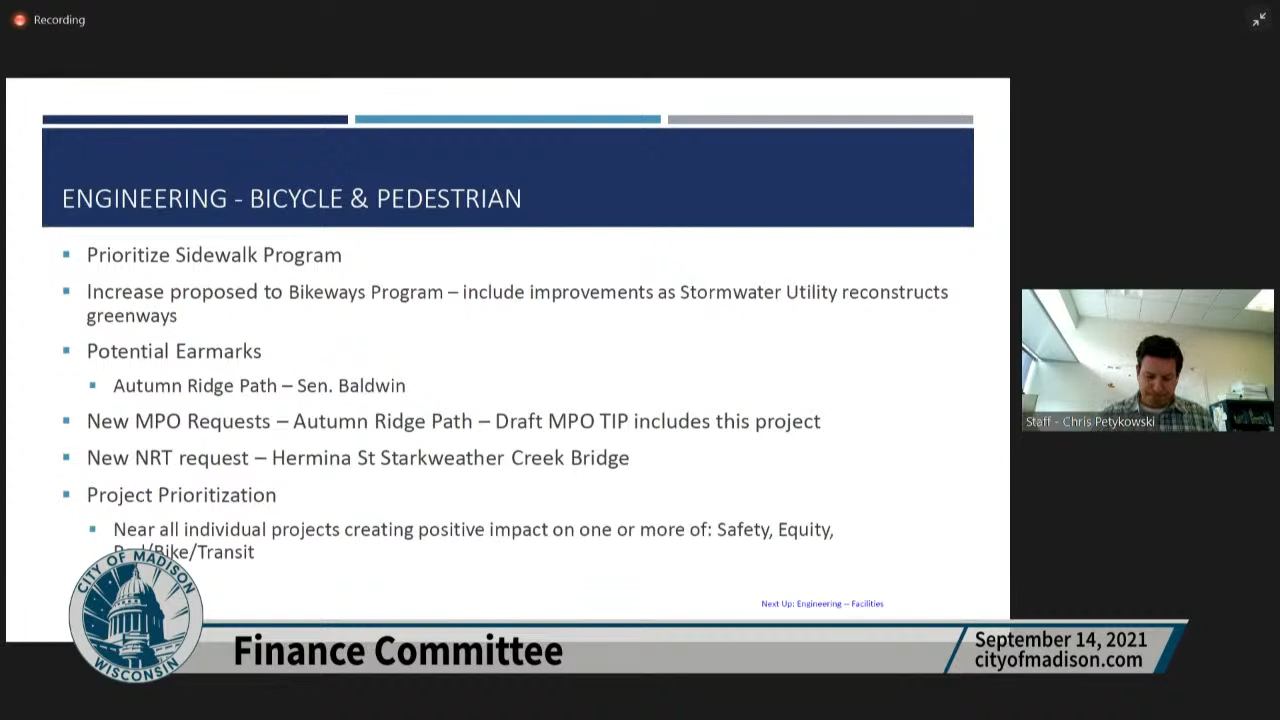 Recording
ENGINEERING - BICYCLE & PEDESTRIAN
Prioritize Sidewalk Program
Increase proposed to Bikeways Program – include improvements as Stormwater Utility reconstructs
greenways
Potential Earmarks
Autumn Ridge Path – Sen. Baldwin
New MPO Requests – Autumn Ridge Path – Draft MPO TIP includes this project
New NRT request – Hermina St Starkweather Creek Bridge
Project Prioritization
Near all individual projects creating positive impact on one or more of: Safety, Equity,
/Bike/Transit
Next Up: Engineering -- Facilities
Staff - Chris Petykowski
CITY OF MADISON
WISCONSIN
Finance Committee
September 14, 2021
cityofmadison.com